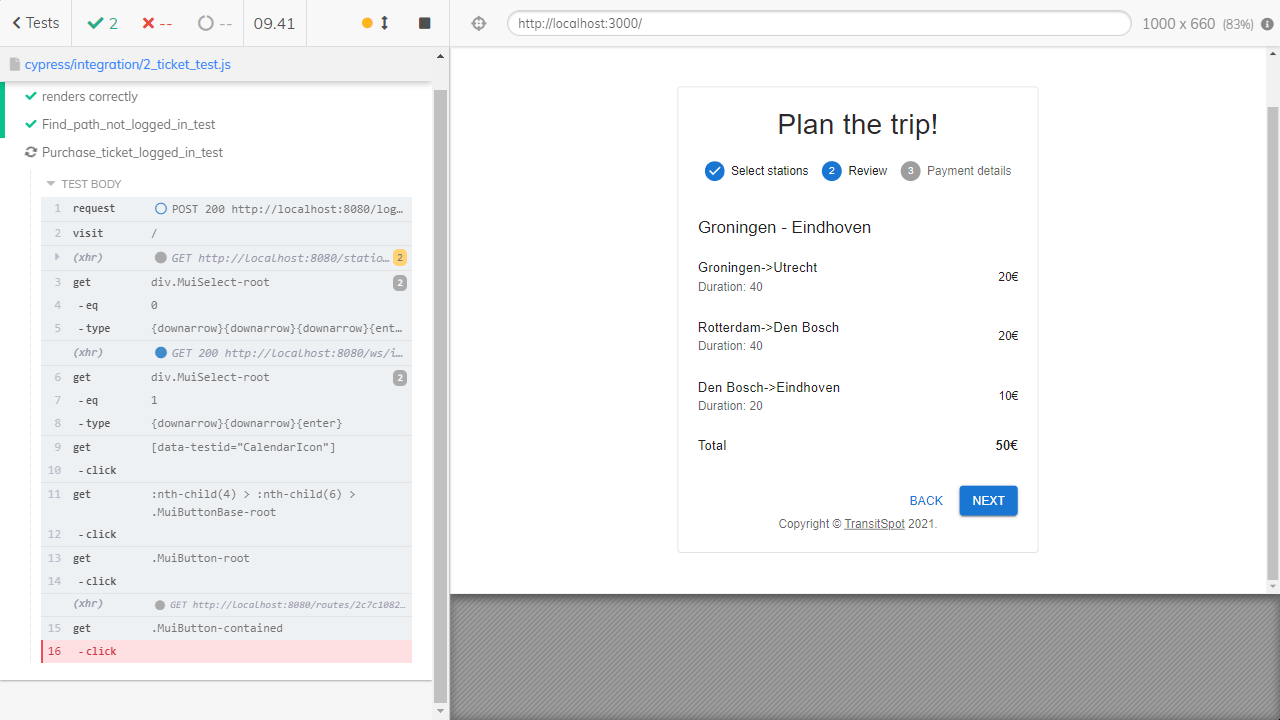 Tests
2
--
--
09.41
http://localhost:3000/
1000 x 660 (83%)
cypress/integration/2_ticket_test.js
renders correctly
Find_path_not_logged_in_test
Purchase_ticket_logged_in_test
TEST BODY
1 request POST 200 http://localhost:8080/log…
2 visit /
(xhr) GET http://localhost:8080/statio… 2
3 get div.MuiSelect-root 2
4 -eq 0
5 -type {downarrow}{downarrow}{downarrow}{ent…
(xhr) GET 200 http://localhost:8080/ws/i…
6 get div.MuiSelect-root 2
7 -eq 1
8 -type {downarrow}{downarrow}{enter}
9 get [data-testid="CalendarIcon"]
10 -click
11 get :nth-child(4) > :nth-child(6) >
.MuiButtonBase-root
12 -click
13 get .MuiButton-root
14 -click
(xhr) GET http://localhost:8080/routes/2c7c1082…
15 get .MuiButton-contained
16 -click
Plan the trip!
Select stations 2 Review 3 Payment details
Groningen - Eindhoven
Groningen->Utrecht
Duration: 40
20€
Rotterdam->Den Bosch
Duration: 40
20€
Den Bosch->Eindhoven
Duration: 20
10€
Total 50€
BACK NEXT
Copyright © TransitSpot 2021.